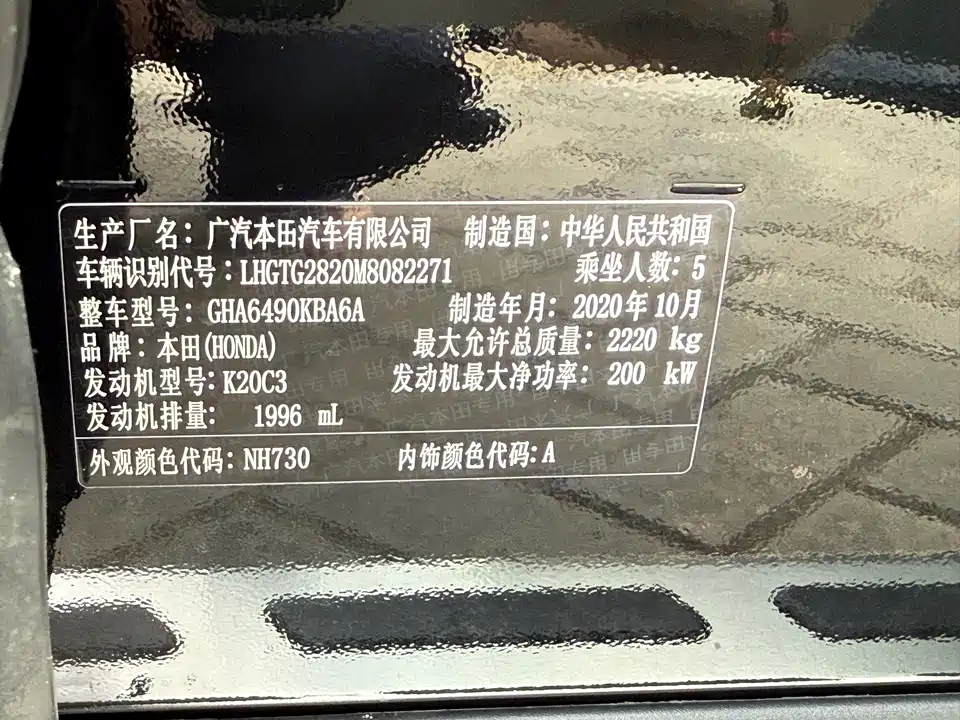 生产厂名：广汽本田汽车有限公司 制造国：中华人民共和国
车辆识别代号：LHGTG2820M8082271 乘坐人数：5
整车型号：GHA6490KBA6A 制造年月：2020年10月
品牌：本田(HONDA) 最大允许总质量：2220 kg
发动机型号：K20C3 发动机最大净功率：200 kW
发动机排量： 1996 mL
外观颜色代码：NH730 内饰颜色代码:A